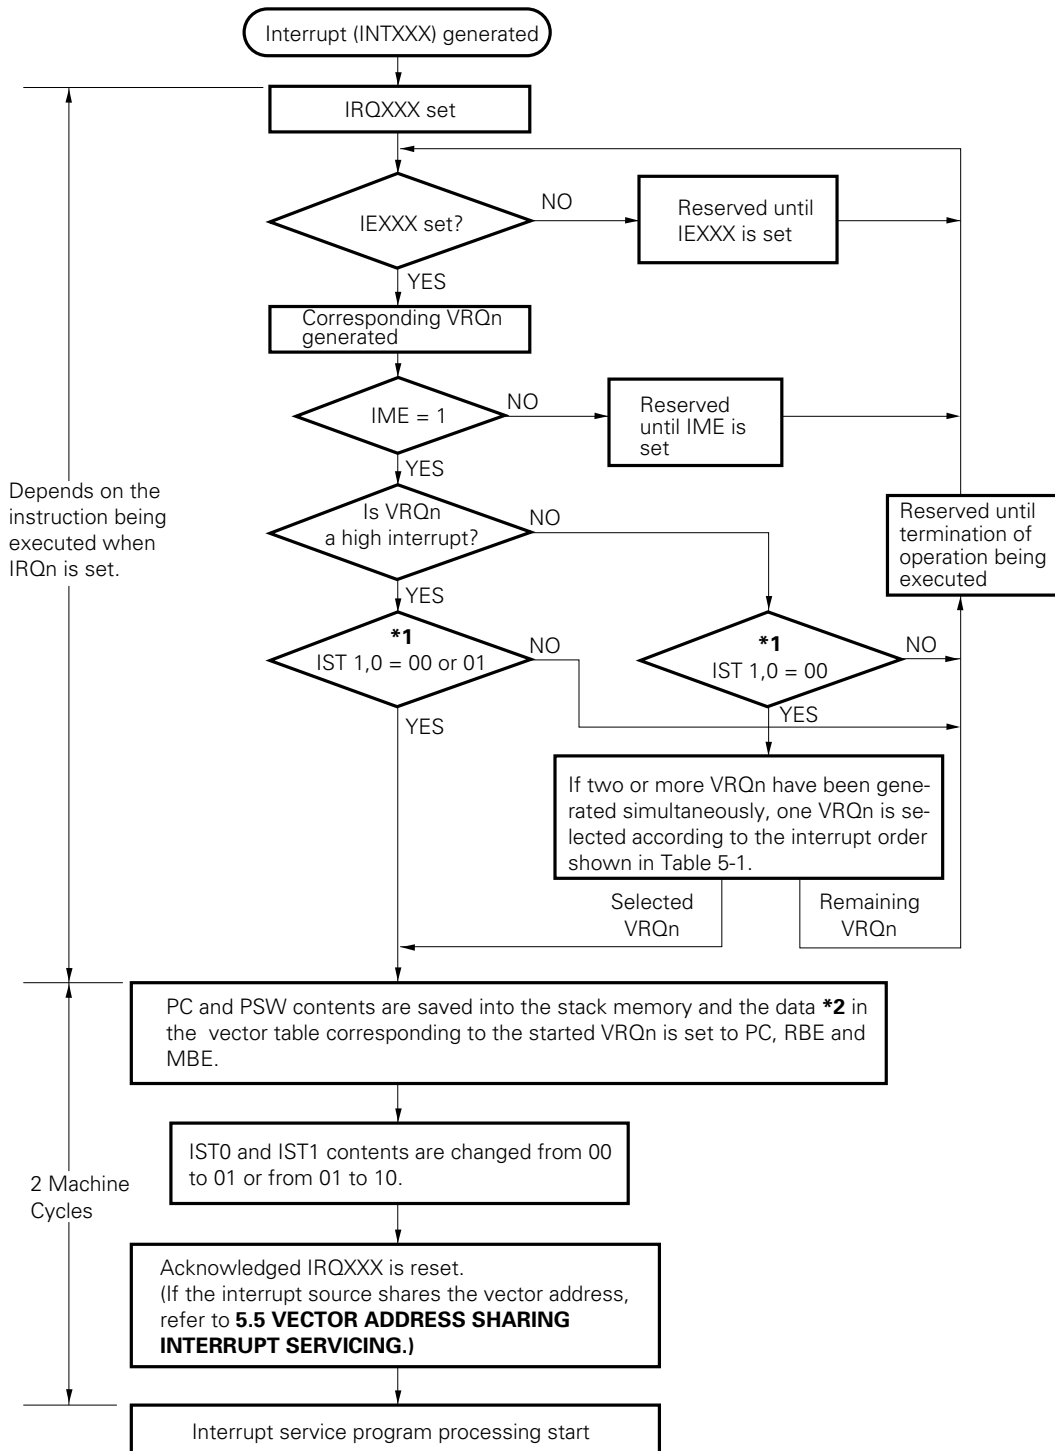 Interrupt (INTXXX) generated
IRQXXX set
IEXXX set?
NO
Reserved until
IEXXX is set
YES
Corresponding VRQn
generated
IME = 1
NO
Reserved
until IME is
set
YES
Depends on the
instruction being
executed when
IRQn is set.
Is VRQn
a high interrupt?
NO
Reserved until
termination of
operation being
executed
YES
*1
IST 1,0 = 00 or 01
NO
*1
IST 1,0 = 00
NO
YES
YES
If two or more VRQn have been gene-
rated simultaneously, one VRQn is se-
lected according to the interrupt order
shown in Table 5-1.
Selected
VRQn
Remaining
VRQn
PC and PSW contents are saved into the stack memory and the data *2 in
the vector table corresponding to the started VRQn is set to PC, RBE and
MBE.
IST0 and IST1 contents are changed from 00
to 01 or from 01 to 10.
2 Machine
Cycles
Acknowledged IRQXXX is reset.
(If the interrupt source shares the vector address,
refer to 5.5 VECTOR ADDRESS SHARING
INTERRUPT SERVICING.)
Interrupt service program processing start